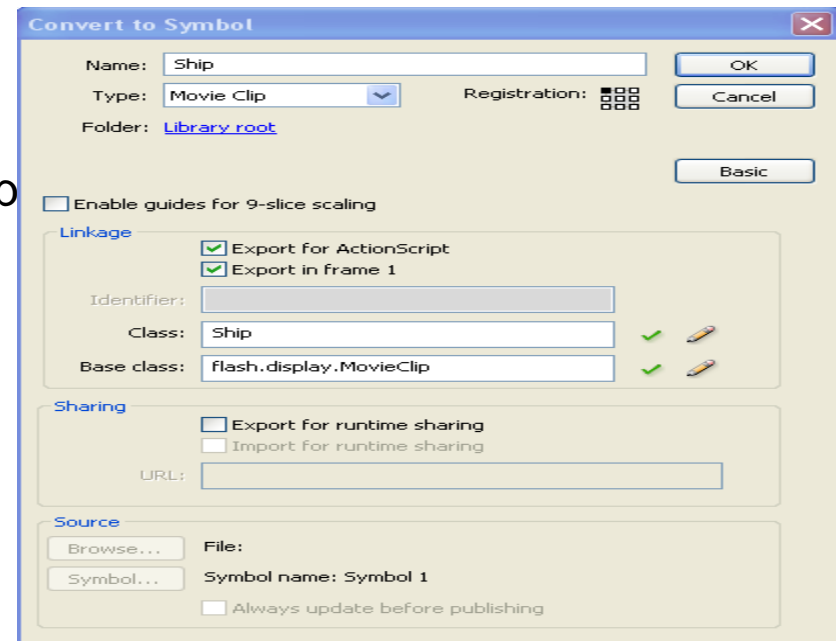 Convert to Symbol
Name: Ship OK
Type: Movie Clip Registration: Cancel
Folder: Library root
Basic
Enable guides for 9-slice scaling
Linkage
Export for ActionScript
Export in frame 1
Identifier:
Class: Ship
Base class: flash.display.MovieClip
Sharing
Export for runtime sharing
Import for runtime sharing
URL:
Source
Browse... File:
Symbol... Symbol name: Symbol 1
Always update before publishing